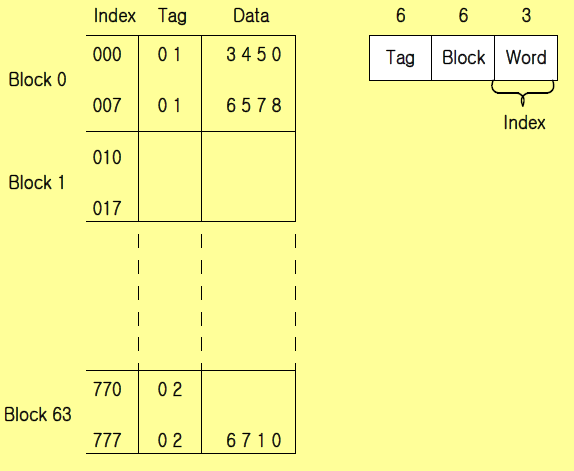 Index Tag Data
Block 0
000 0 1 3 4 5 0
007 0 1 6 5 7 8
Block 1
010
017
Block 63
770 0 2
777 0 2 6 7 1 0
6 6 3
Tag Block Word
Index